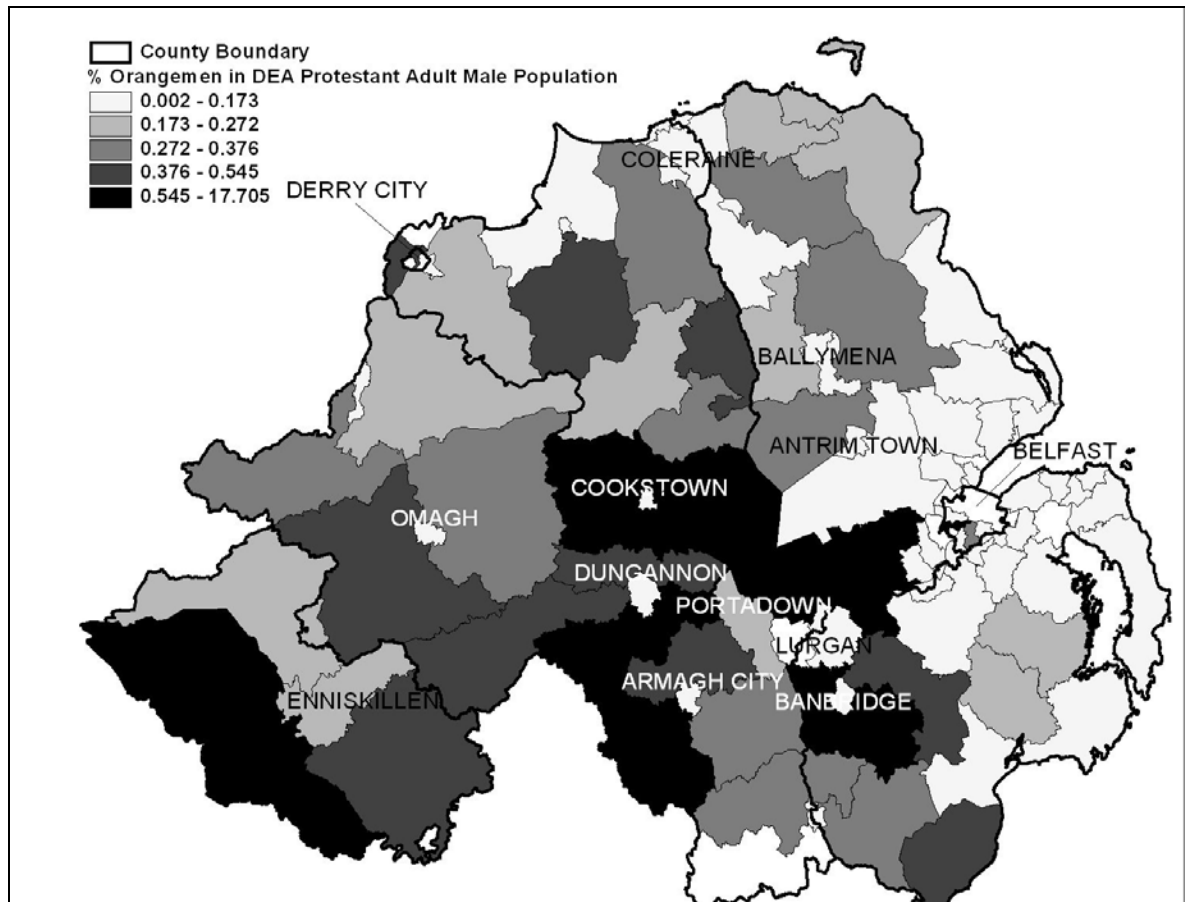 County Boundary
% Orangemen in DEA Protestant Adult Male Population
0.002 - 0.173
0.173 - 0.272
0.272 - 0.376
0.376 - 0.545
0.545 - 17.705
COLERAINE
DERRY CITY
BALLYMENA
ANTRIM TOWN
BELFAST
COOKSTOWN
OMAGH
DUNGANNON
PORTADOWN
LURGAN
ARMAGH CITY
ENNISKILLEN
BANBRIDGE